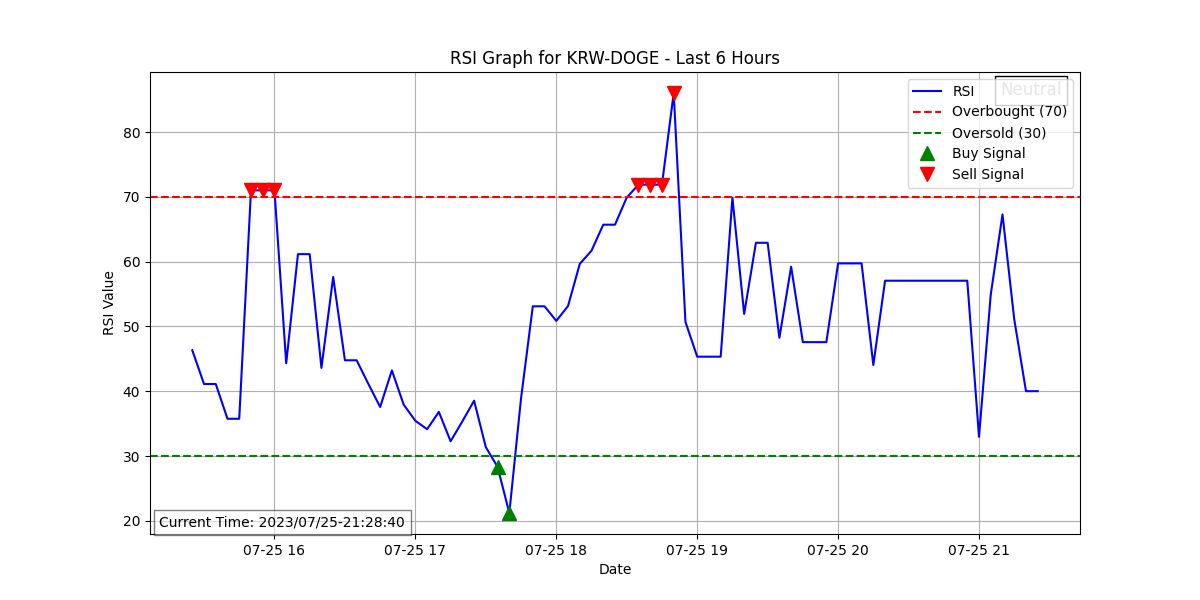 RSI Graph for KRW-DOGE - Last 6 Hours
Neutral
RSI
Overbought (70)
Oversold (30)
Buy Signal
Sell Signal
80
70
60
50
40
30
20
RSI Value
Current Time: 2023/07/25-21:28:40
07-25 16
07-25 17
07-25 18
07-25 19
07-25 20
07-25 21
Date